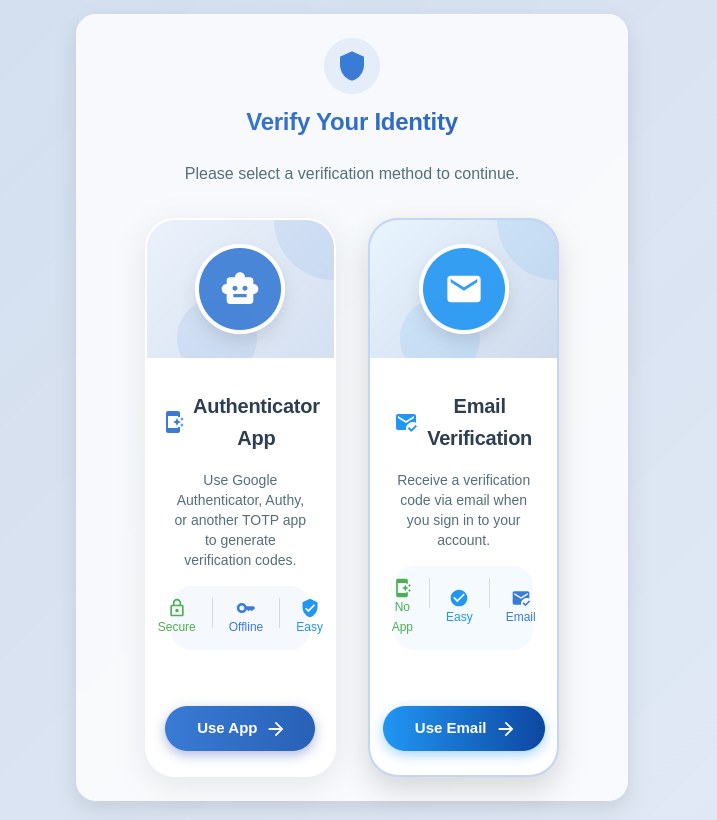 Verify Your Identity
Please select a verification method to continue.
Authenticator
App
Use Google
Authenticator, Authy,
or another TOTP app
to generate
verification codes.
Secure
Offline
Easy
Use App
Email
Verification
Receive a verification
code via email when
you sign in to your
account.
No
App
Easy
Email
Use Email